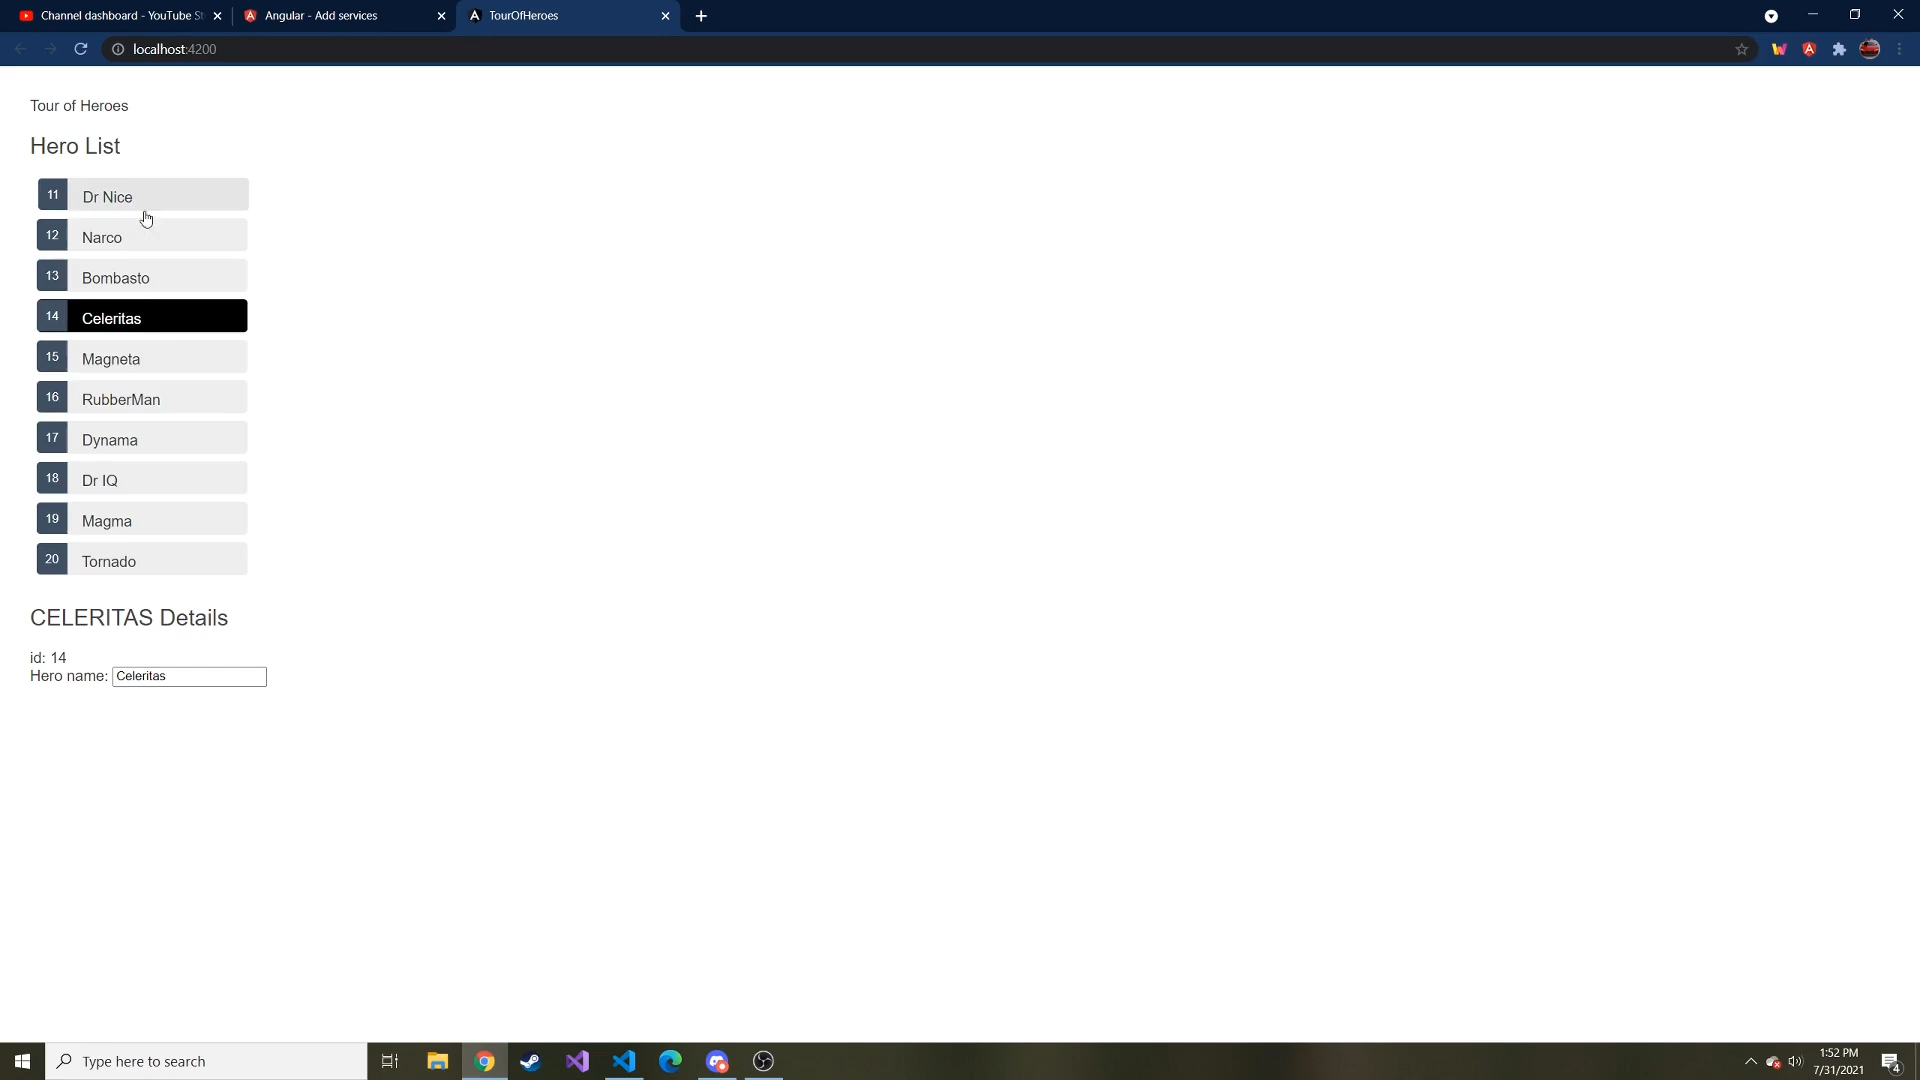 Channel dashboard - YouTube St
Angular - Add services
TourOfHeroes
localhost:4200
Tour of Heroes
Hero List
11 Dr Nice
12 Narco
13 Bombasto
14 Celeritas
15 Magneta
16 RubberMan
17 Dynama
18 Dr IQ
19 Magma
20 Tornado
CELERITAS Details
id: 14
Hero name: Celeritas
Type here to search
1:52 PM
7/31/2021
4